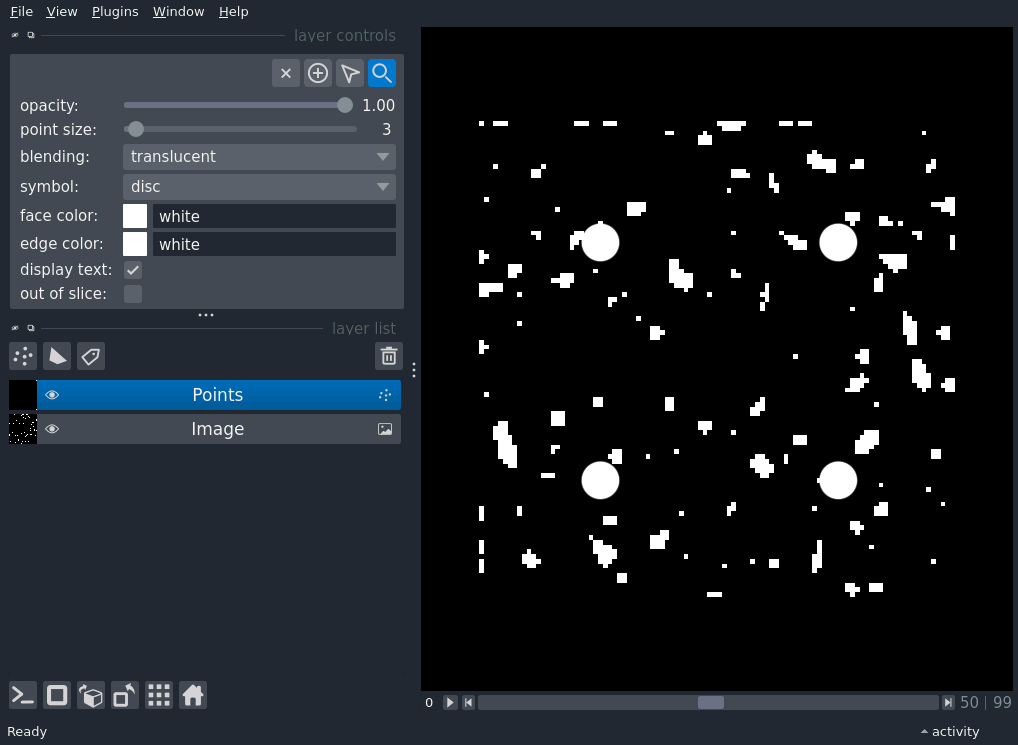 File View Plugins Window Help
layer controls
opacity: 1.00
point size: 3
blending: translucent
symbol: disc
face color: white
edge color: white
display text:
out of slice:
layer list
Points
Image
0 50 | 99
Ready activity